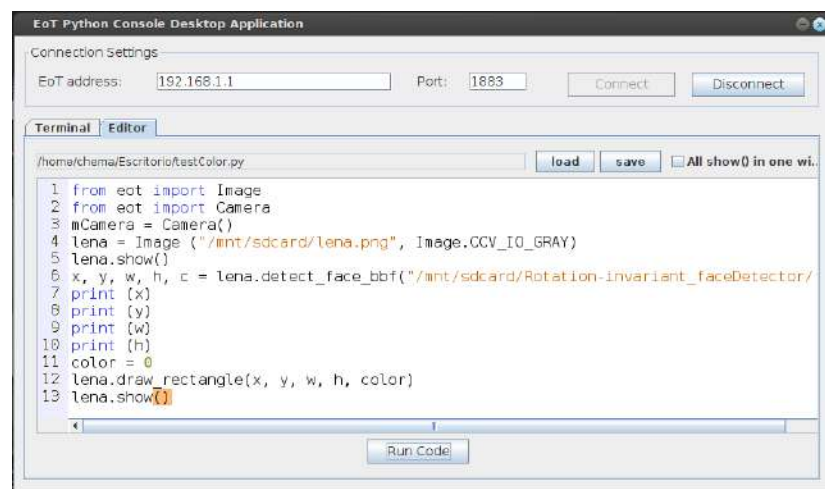 EoT Python Console Desktop Application
Connection Settings
EoT address: 192.168.1.1 Port: 1883 Connect Disconnect
Terminal Editor
/home/chema/Escritorio/testColor.py load save All show() in one wi..
1 from eot import Image
2 from eot import Camera
3 mCamera = Camera()
4 lena = Image ("/mnt/sdcard/lena.png", Image.CCV_IO_GRAY)
5 lena.show()
6 x, y, w, h, c = lena.detect_face_bbf("/mnt/sdcard/Rotation-invariant_faceDetector/
7 print (x)
8 print (y)
9 print (w)
10 print (h)
11 color = 0
12 lena.draw_rectangle(x, y, w, h, color)
13 lena.show()
Run Code